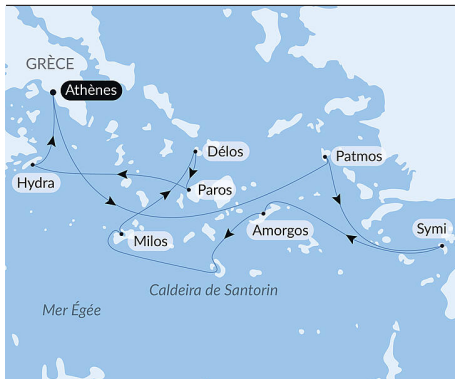 GRÈCE
Athènes
Délos
Patmos
Hydra
Paros
Amorgos
Symi
Milos
Caldeira de Santorin
Mer Égée